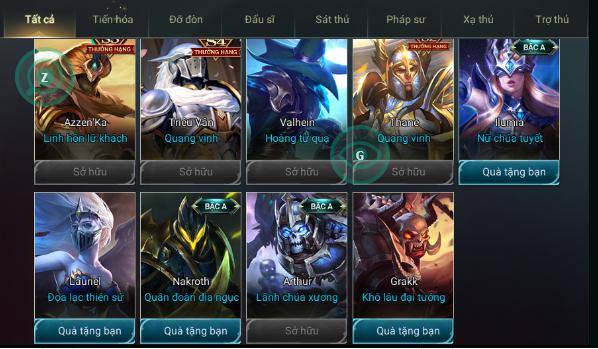 Tất cả Tiến hóa Đỡ đòn Đấu sĩ Sát thủ Pháp sư Xạ thủ Trợ thủ
THƯỞNG HẠNG S4 THƯỞNG HẠNG THƯỞNG HẠNG BẬC A
Z
Azzen'Ka Triệu Vân Valhein Thane Ilumia
Linh hồn lữ khách Quang vinh Hoàng tử quạ Quang vinh Nữ chúa tuyết
G
Sở hữu Sở hữu Sở hữu Sở hữu Quà tặng bạn
BẬC A BẬC A
Lauriel Nakroth Arthur Grakk
Đọa lạc thiên sứ Quân đoàn địa ngục Lãnh chúa xương Khô lâu đại tướng
Quà tặng bạn Quà tặng bạn Sở hữu Quà tặng bạn